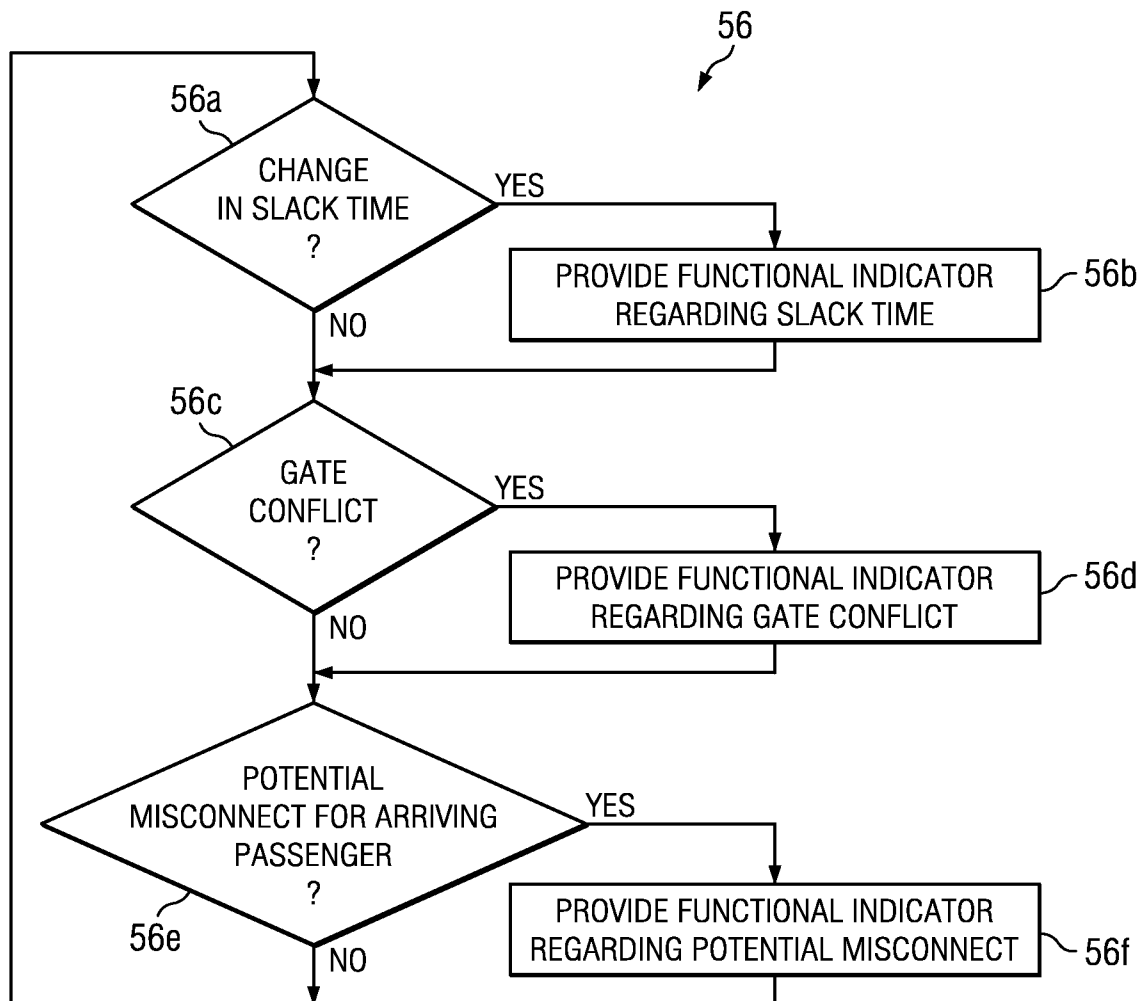 56
56a
CHANGE
IN SLACK TIME
?
YES
NO
PROVIDE FUNCTIONAL INDICATOR
REGARDING SLACK TIME
56b
56c
GATE
CONFLICT
?
YES
NO
PROVIDE FUNCTIONAL INDICATOR
REGARDING GATE CONFLICT
56d
POTENTIAL
MISCONNECT FOR ARRIVING
PASSENGER
?
YES
56e
NO
PROVIDE FUNCTIONAL INDICATOR
REGARDING POTENTIAL MISCONNECT
56f